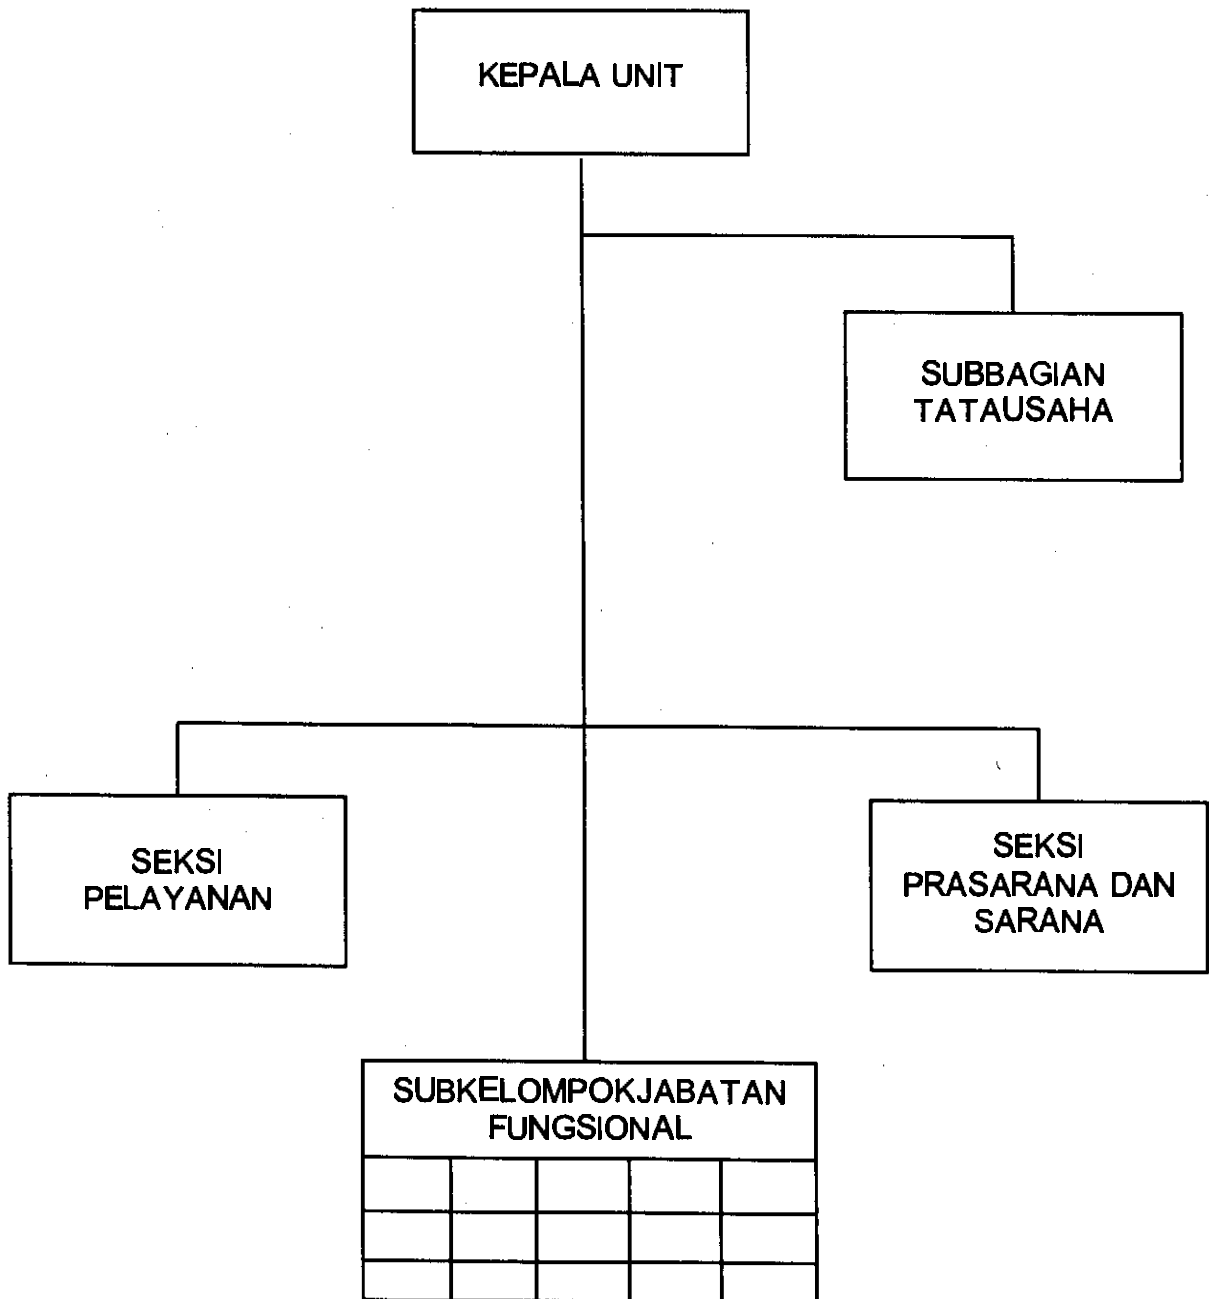 KEPALA UNIT
SUBBAGIAN
TATAUSAHA
SEKSI
PELAYANAN
SEKSI
PRASARANA DAN
SARANA
SUBKELOMPOKJABATAN
FUNGSIONAL